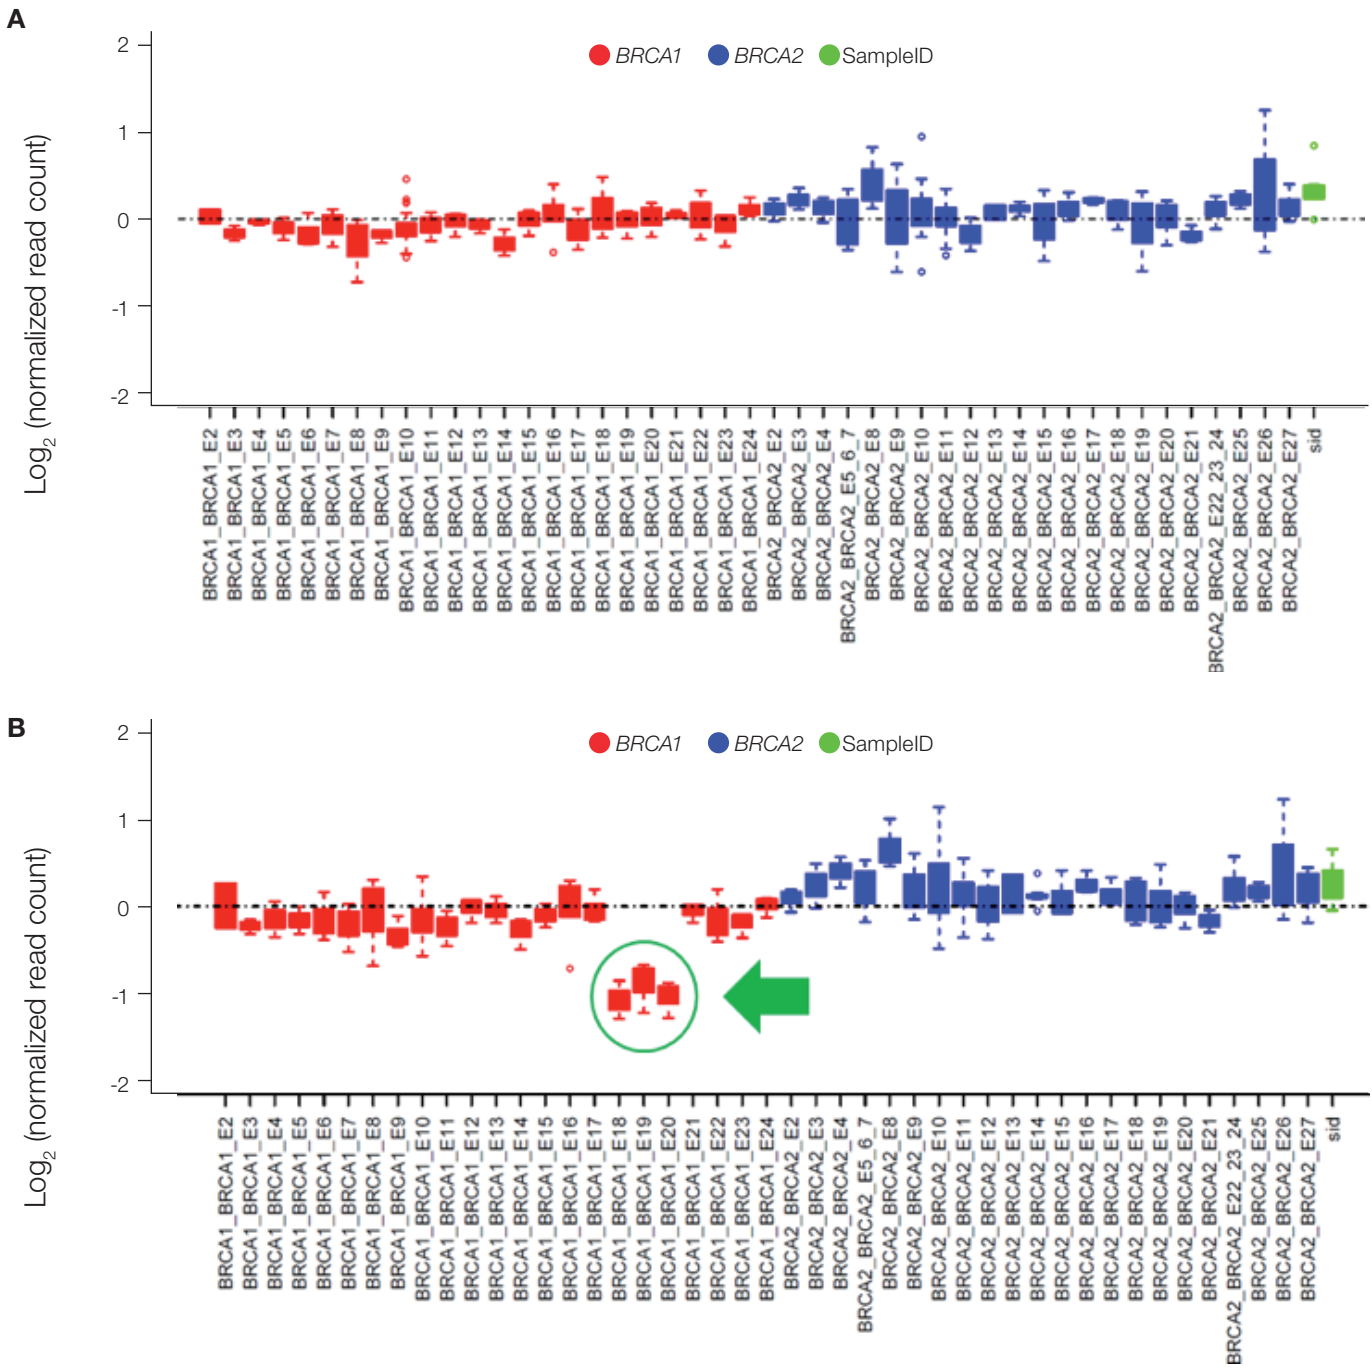 A
2
1
0
-1
-2
Log2 (normalized read count)
BRCA1 BRCA2 SampleID
BRCA1_BRCA1_E2
BRCA1_BRCA1_E3
BRCA1_BRCA1_E4
BRCA1_BRCA1_E5
BRCA1_BRCA1_E6
BRCA1_BRCA1_E7
BRCA1_BRCA1_E8
BRCA1_BRCA1_E9
BRCA1_BRCA1_E10
BRCA1_BRCA1_E11
BRCA1_BRCA1_E12
BRCA1_BRCA1_E13
BRCA1_BRCA1_E14
BRCA1_BRCA1_E15
BRCA1_BRCA1_E16
BRCA1_BRCA1_E17
BRCA1_BRCA1_E18
BRCA1_BRCA1_E19
BRCA1_BRCA1_E20
BRCA1_BRCA1_E21
BRCA1_BRCA1_E22
BRCA1_BRCA1_E23
BRCA1_BRCA1_E24
BRCA2_BRCA2_E2
BRCA2_BRCA2_E3
BRCA2_BRCA2_E4
BRCA2_BRCA2_E5_6_7
BRCA2_BRCA2_E8
BRCA2_BRCA2_E9
BRCA2_BRCA2_E10
BRCA2_BRCA2_E11
BRCA2_BRCA2_E12
BRCA2_BRCA2_E13
BRCA2_BRCA2_E14
BRCA2_BRCA2_E15
BRCA2_BRCA2_E16
BRCA2_BRCA2_E17
BRCA2_BRCA2_E18
BRCA2_BRCA2_E19
BRCA2_BRCA2_E20
BRCA2_BRCA2_E21
BRCA2_BRCA2_E22_23_24
BRCA2_BRCA2_E25
BRCA2_BRCA2_E26
BRCA2_BRCA2_E27
sid
B
2
1
0
-1
-2
Log2 (normalized read count)
BRCA1 BRCA2 SampleID
BRCA1_BRCA1_E2
BRCA1_BRCA1_E3
BRCA1_BRCA1_E4
BRCA1_BRCA1_E5
BRCA1_BRCA1_E6
BRCA1_BRCA1_E7
BRCA1_BRCA1_E8
BRCA1_BRCA1_E9
BRCA1_BRCA1_E10
BRCA1_BRCA1_E11
BRCA1_BRCA1_E12
BRCA1_BRCA1_E13
BRCA1_BRCA1_E14
BRCA1_BRCA1_E15
BRCA1_BRCA1_E16
BRCA1_BRCA1_E17
BRCA1_BRCA1_E18
BRCA1_BRCA1_E19
BRCA1_BRCA1_E20
BRCA1_BRCA1_E21
BRCA1_BRCA1_E22
BRCA1_BRCA1_E23
BRCA1_BRCA1_E24
BRCA2_BRCA2_E2
BRCA2_BRCA2_E3
BRCA2_BRCA2_E4
BRCA2_BRCA2_E5_6_7
BRCA2_BRCA2_E8
BRCA2_BRCA2_E9
BRCA2_BRCA2_E10
BRCA2_BRCA2_E11
BRCA2_BRCA2_E12
BRCA2_BRCA2_E13
BRCA2_BRCA2_E14
BRCA2_BRCA2_E15
BRCA2_BRCA2_E16
BRCA2_BRCA2_E17
BRCA2_BRCA2_E18
BRCA2_BRCA2_E19
BRCA2_BRCA2_E20
BRCA2_BRCA2_E21
BRCA2_BRCA2_E22_23_24
BRCA2_BRCA2_E25
BRCA2_BRCA2_E26
BRCA2_BRCA2_E27
sid